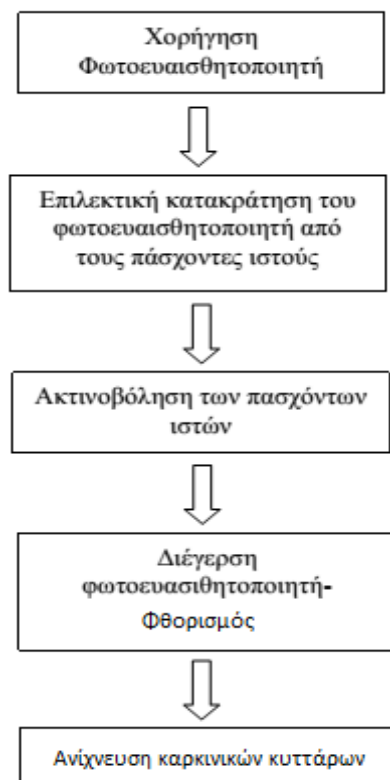 Χορήγηση
Φωτοευαισθητοποιητή
Επιλεκτική κατακράτηση του
φωτοευαισθητοποιητή από
τους πάσχοντες ιστούς
Ακτινοβόληση των πασχόντων
ιστών
Διέγερση
φωτοευασιθητοποιητή-
Φθορισμός
Ανίχνευση καρκινικών κυττάρων